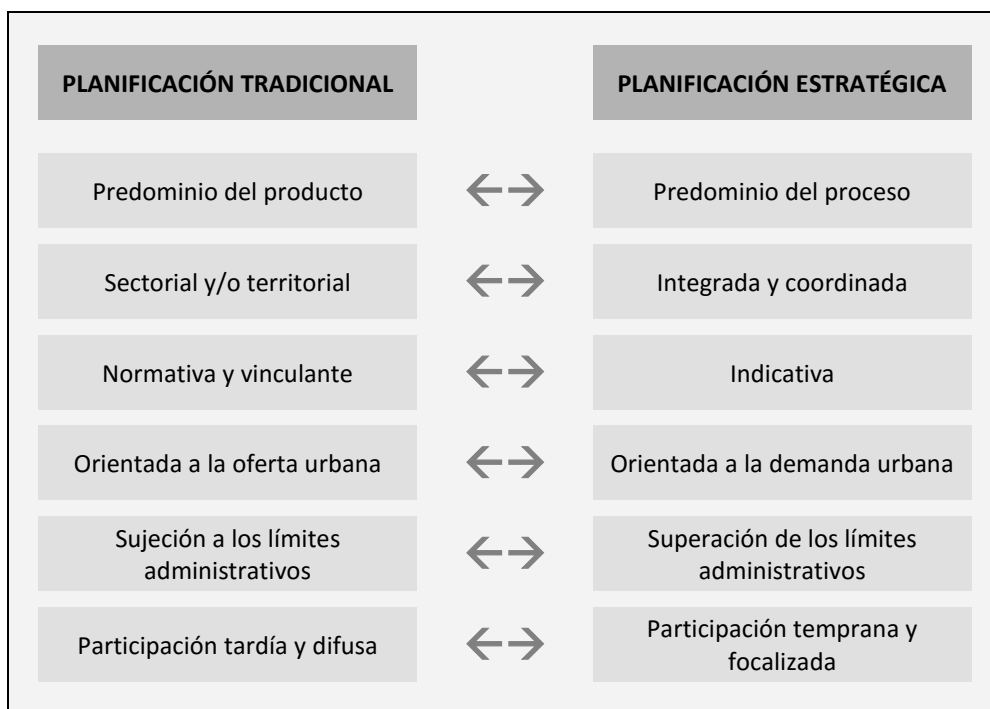 PLANIFICACIÓN TRADICIONAL
PLANIFICACIÓN ESTRATÉGICA
Predominio del producto
Predominio del proceso
Sectorial y/o territorial
Integrada y coordinada
Normativa y vinculante
Indicativa
Orientada a la oferta urbana
Orientada a la demanda urbana
Sujeción a los límites
administrativos
Superación de los límites
administrativos
Participación tardía y difusa
Participación temprana y
focalizada